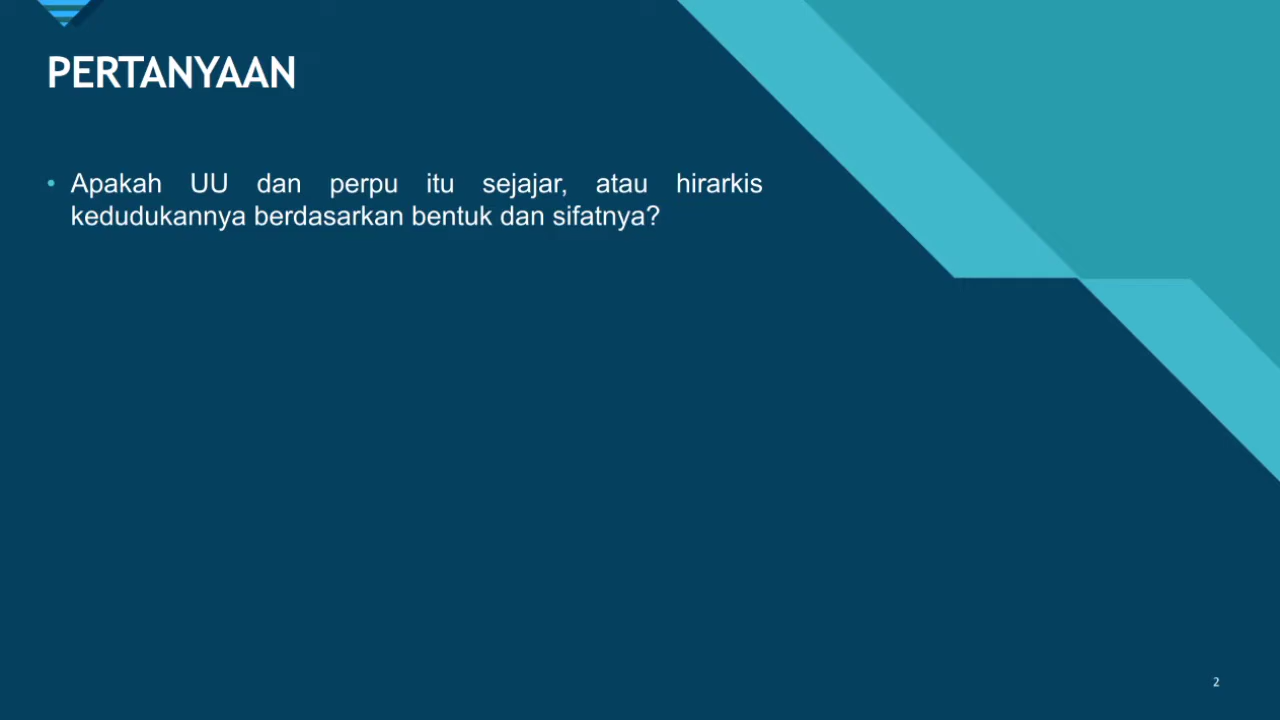 PERTANYAAN
• Apakah UU dan perpu itu sejajar, atau hirarkis
kedudukannya berdasarkan bentuk dan sifatnya?
2